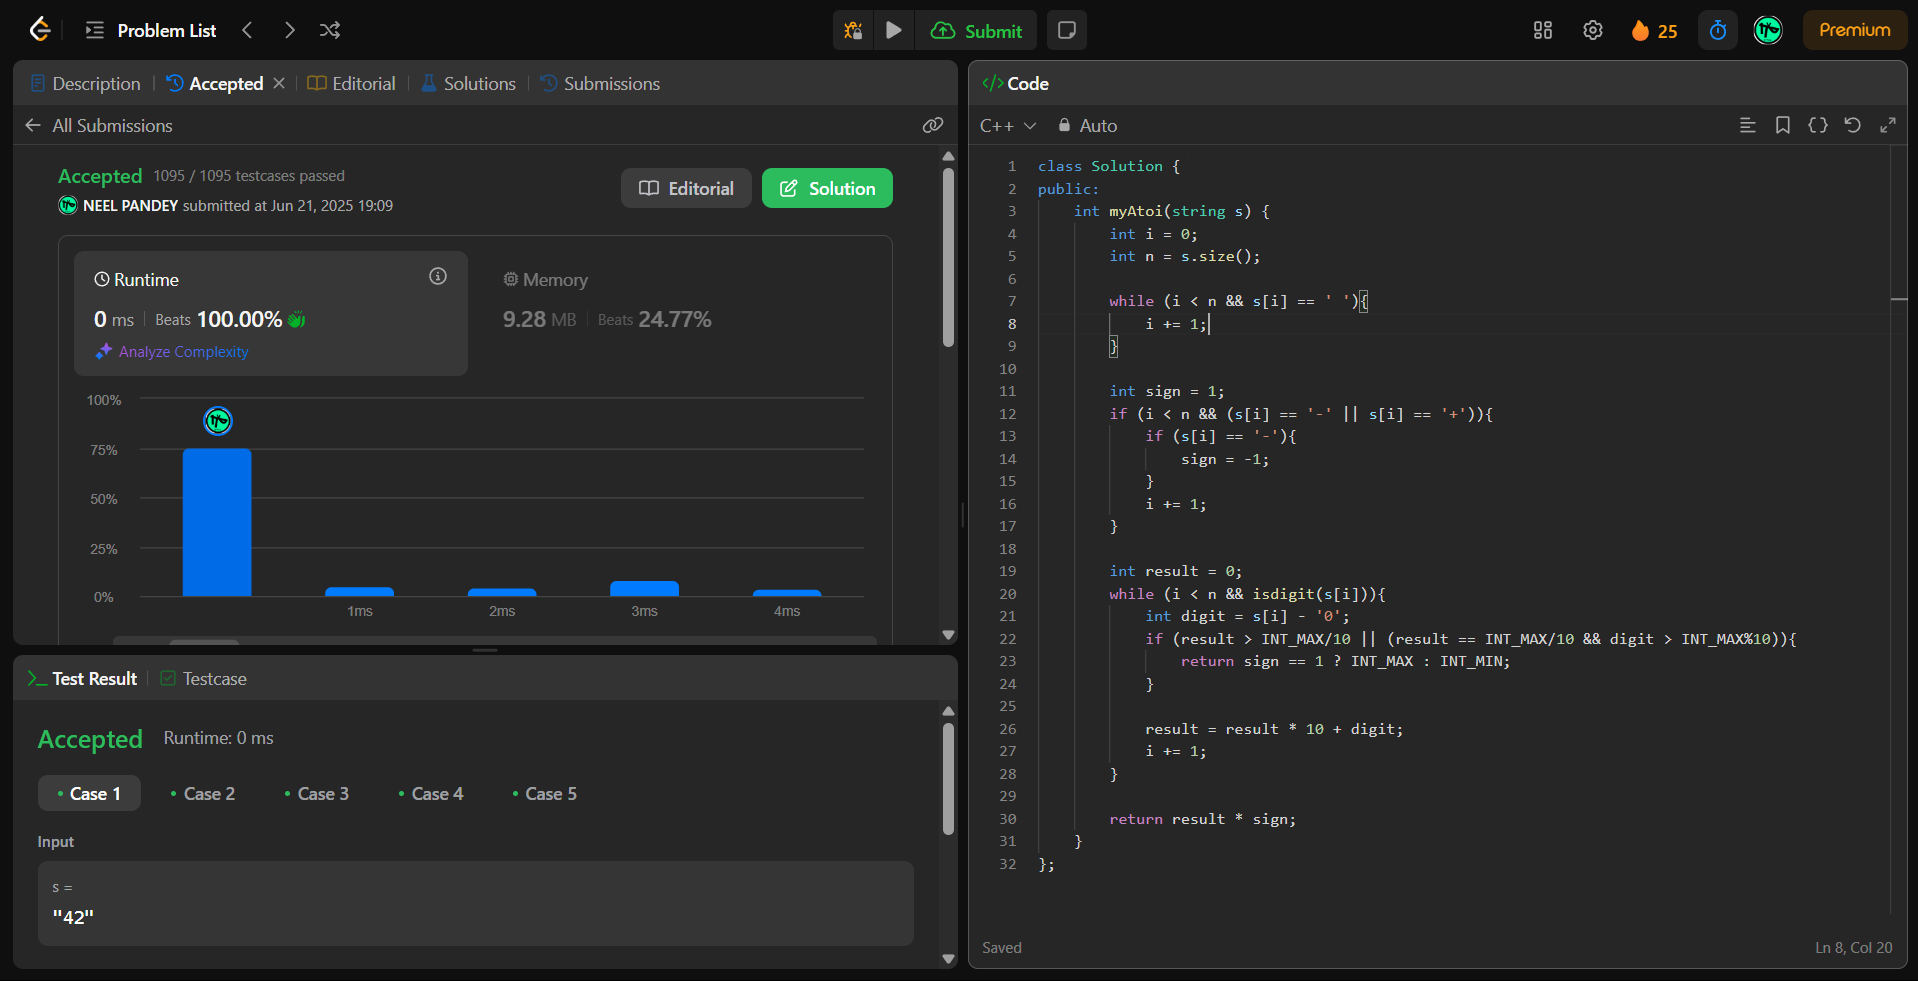 Problem List
Submit
25
Premium
Description
Accepted
Editorial
Solutions
Submissions
All Submissions
Accepted 1095 / 1095 testcases passed
NEEL PANDEY submitted at Jun 21, 2025 19:09
Editorial
Solution
Runtime
0 ms Beats 100.00%
Analyze Complexity
Memory
9.28 MB Beats 24.77%
100%
75%
50%
25%
0%
1ms
2ms
3ms
4ms
Test Result
Testcase
Accepted Runtime: 0 ms
Case 1
Case 2
Case 3
Case 4
Case 5
Input
s =
"42"
</> Code
C++
Auto
1 class Solution {
2 public:
3 int myAtoi(string s) {
4 int i = 0;
5 int n = s.size();
6
7 while (i < n && s[i] == ' '){
8 i += 1;
9 }
10
11 int sign = 1;
12 if (i < n && (s[i] == '-' || s[i] == '+')){
13 if (s[i] == '-'){
14 sign = -1;
15 }
16 i += 1;
17 }
18
19 int result = 0;
20 while (i < n && isdigit(s[i])){
21 int digit = s[i] - '0';
22 if (result > INT_MAX/10 || (result == INT_MAX/10 && digit > INT_MAX%10)){
23 return sign == 1 ? INT_MAX : INT_MIN;
24 }
25
26 result = result * 10 + digit;
27 i += 1;
28 }
29
30 return result * sign;
31 }
32 };
Saved
Ln 8, Col 20